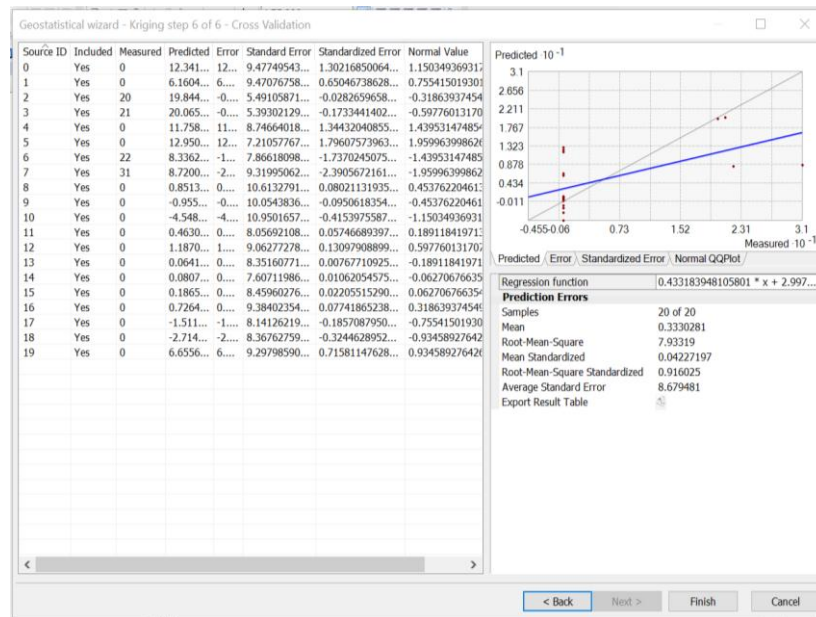 Geostatistical wizard - Kriging step 6 of 6 - Cross Validation
Source ID Included Measured Predicted Error Standard Error Standardized Error Normal Value
0 Yes 0 12.341... 12... 9.47749543... 1.30216850064... 1.150349369317
1 Yes 0 6.1604... 6.... 9.47076758... 0.65046738628... 0.755415019301
2 Yes 20 19.844... -0.... 5.49105871... -0.0282659658... -0.31863937454
3 Yes 21 20.065... -0.... 5.39302129... -0.1733441402... -0.59776013170
4 Yes 0 11.758... 11... 8.74664018... 1.34432040855... 1.439531474854
5 Yes 0 12.950... 12... 7.21057767... 1.79607573963... 1.959963998626
6 Yes 22 8.3362... -1... 7.86618098... -1.7370245075... -1.43953147485
7 Yes 31 8.7200... -2... 9.31995062... -2.3905672161... -1.95996399862
8 Yes 0 0.8513... 0.... 10.6132791... 0.08021131935... 0.453762204613
9 Yes 0 -0.955... -0.... 10.0543836... -0.0950618354... -0.45376220461
10 Yes 0 -4.548... -4.... 10.9501657... -0.4153975587... -1.15034936931
11 Yes 0 0.4630... 0.... 8.05692108... 0.05746689397... 0.189118419713
12 Yes 0 1.1870... 1.... 9.06277278... 0.13097908899... 0.597760131707
13 Yes 0 0.0641... 0.... 8.35160771... 0.00767710925... -0.18911841971
14 Yes 0 0.0807... 0.... 7.60711986... 0.01062054575... -0.06270676635
15 Yes 0 0.1865... 0.... 8.45960276... 0.02205515290... 0.062706766354
16 Yes 0 0.7264... 0.... 9.38402354... 0.07741865238... 0.318639374549
17 Yes 0 -1.511... -1.... 8.14126219... -0.1857087950... -0.75541501930
18 Yes 0 -2.714... -2... 8.36762759... -0.3244628952... -0.93458927642
19 Yes 0 6.6556... 6.... 9.29798590... 0.71581147628... 0.934589276426
Predicted ·10 -1
3.1
2.656
2.211
1.767
1.323
0.878
0.434
-0.011
-0.455 -0.06 0.73 1.52 2.31 3.1
Measured ·10 -1
Predicted Error Standardized Error Normal QQPlot
Regression function 0.433183948105801 * x + 2.997...
Prediction Errors
Samples 20 of 20
Mean 0.3330281
Root-Mean-Square 7.93319
Mean Standardized 0.04227197
Root-Mean-Square Standardized 0.916025
Average Standard Error 8.679481
Export Result Table
< Back Next > Finish Cancel